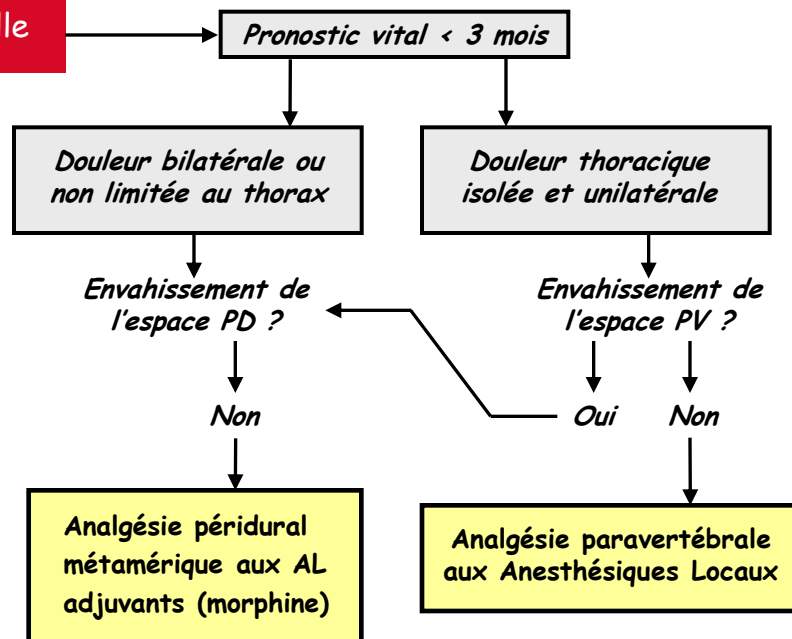 Pronostic vital < 3 mois
Douleur bilatérale ou
non limitée au thorax
Douleur thoracique
isolée et unilatérale
Envahissement de
l'espace PD ?
Envahissement de
l'espace PV ?
Non
Oui
Non
Analgésie péridural
métamérique aux AL
adjuvants (morphine)
Analgésie paravertébrale
aux Anesthésiques Locaux